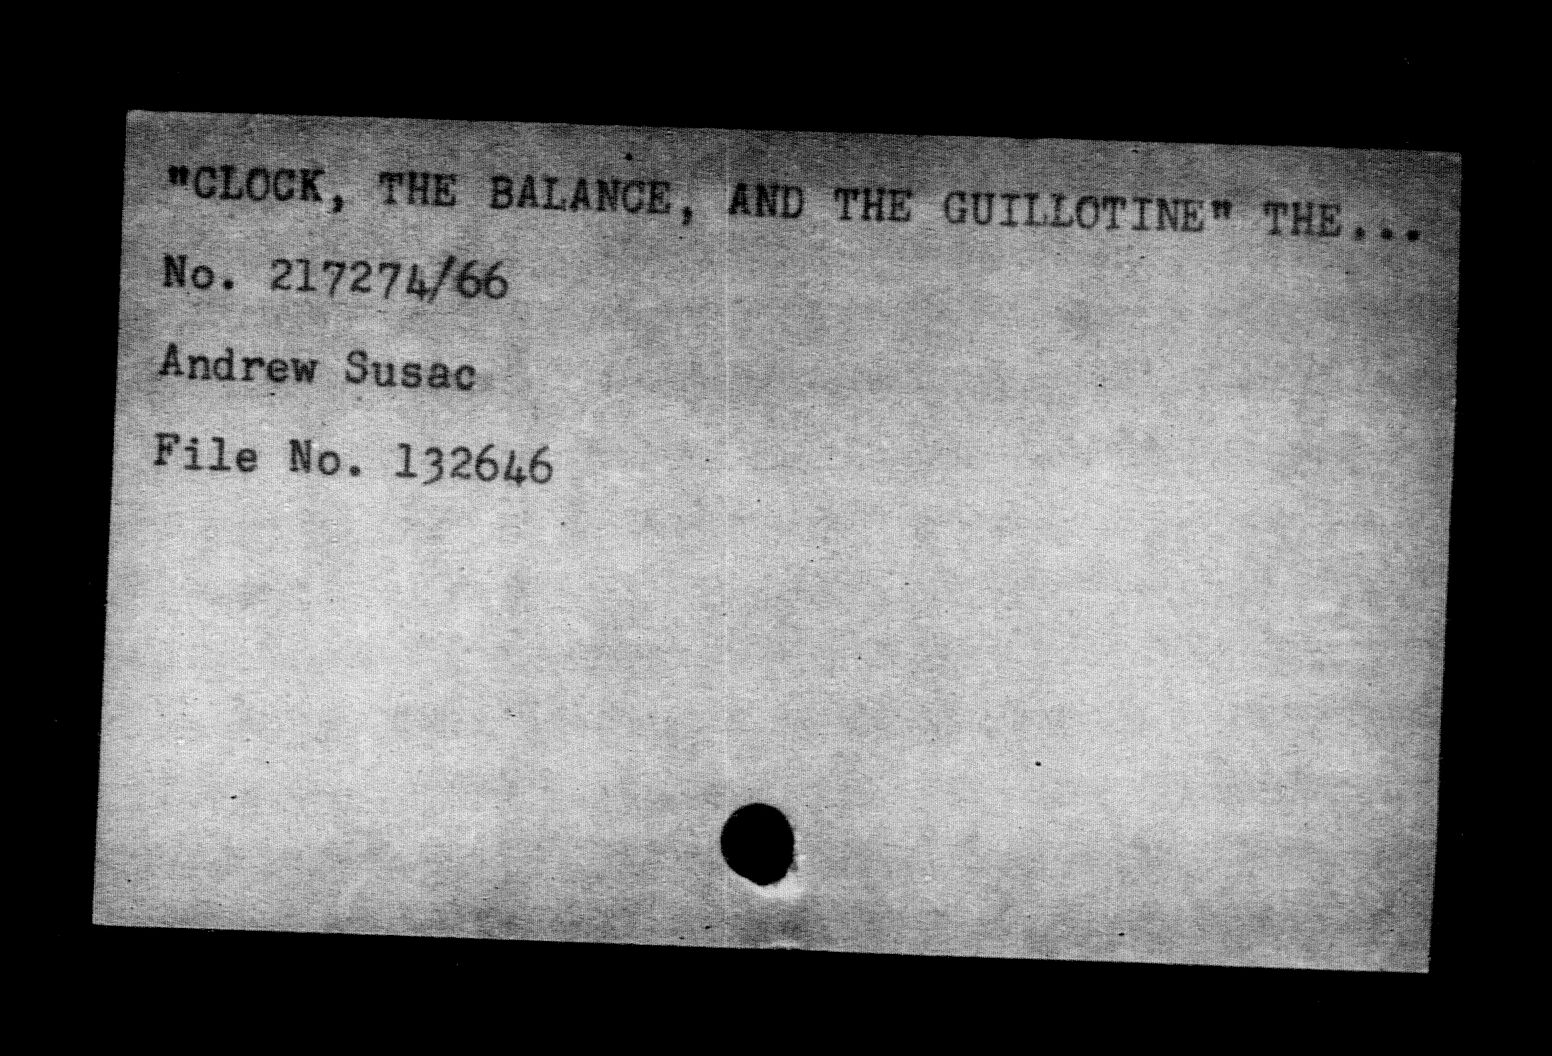 "CLOCK, THE BALANCE, AND THE GUILLOTINE" THE...
No. 217274/66
Andrew Susac
File No. 132646